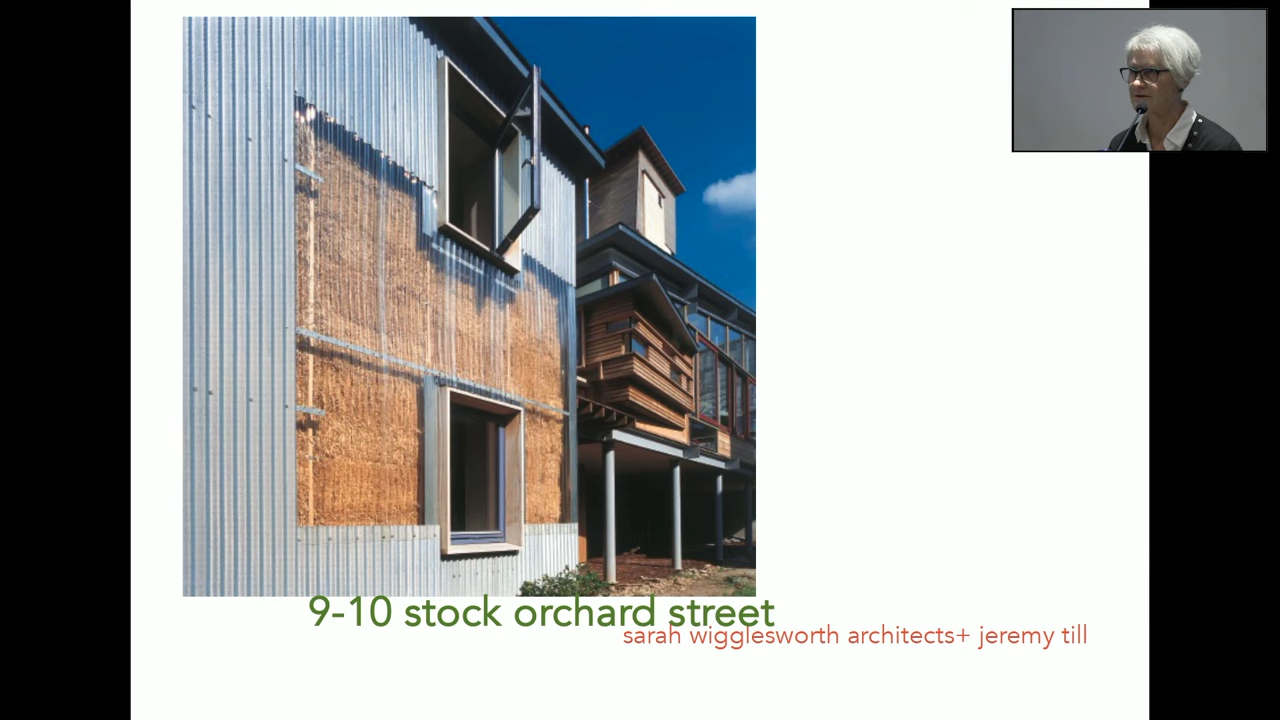 9-10 stock orchard street
sarah wigglesworth architects+ jeremy till